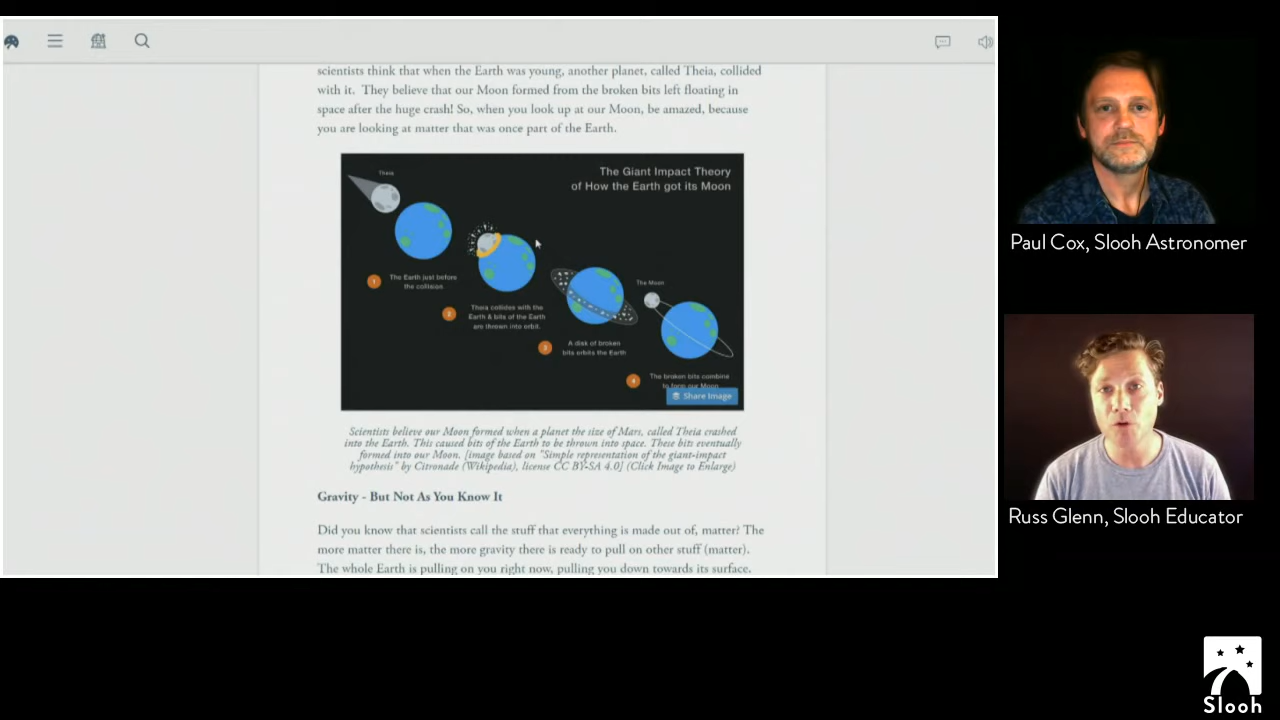 scientists think that when the Earth was young, another planet, called Theia, collided
with it. They believe that our Moon formed from the broken bits left floating in
space after the huge crash! So, when you look up at our Moon, be amazed, because
you are looking at matter that was once part of the Earth.
The Giant Impact Theory
of How the Earth got its Moon
Theia
1
The Earth just before
the collision.
2
Theia collides with the
Earth & bits of the Earth
are thrown into orbit.
The Moon
3
A disk of broken
bits orbits the Earth
4
The broken bits combine
to form our Moon
Share Image
Scientists believe our Moon formed when a planet the size of Mars, called Theia crashed
into the Earth. This caused bits of the Earth to be thrown into space. These bits eventually
formed into our Moon. [image based on "Simple representation of the giant-impact
hypothesis" by Citronade (Wikipedia), license CC BY-SA 4.0] (Click Image to Enlarge)
Gravity - But Not As You Know It
Did you know that scientists call the stuff that everything is made out of, matter? The
more matter there is, the more gravity there is ready to pull on other stuff (matter).
The whole Earth is pulling on you right now, pulling you down towards its surface.
Paul Cox, Slooh Astronomer
Russ Glenn, Slooh Educator
Slooh